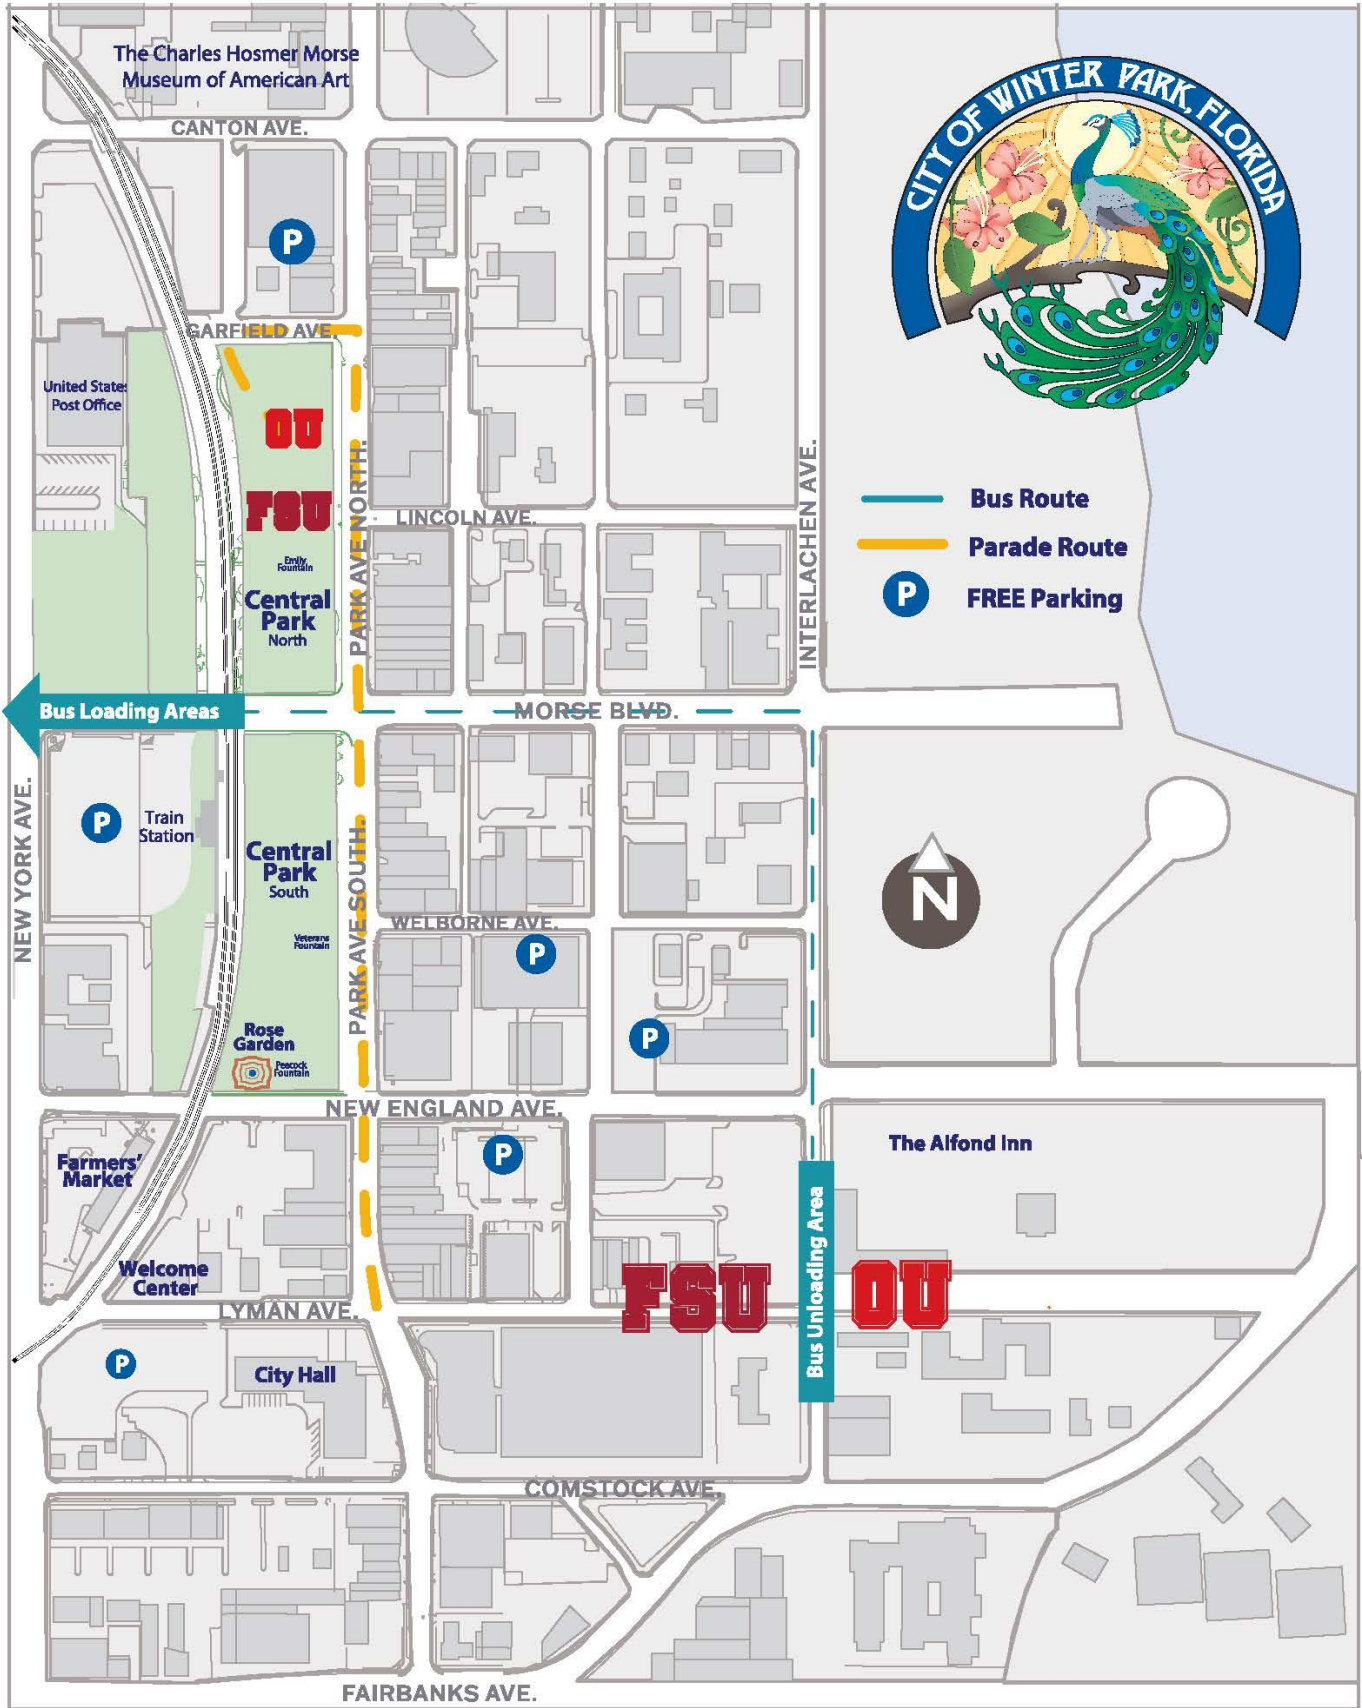 The Charles Hosmer Morse
Museum of American Art
CANTON AVE.
CITY OF WINTER PARK, FLORIDA
P
GARFIELD AVE.
United States
Post Office
OU
FSU
PARK AVE NORTH.
LINCOLN AVE.
INTERLACHEN AVE.
Bus Route
Parade Route
P
FREE Parking
Emily
Fountain
Central
Park
North
Bus Loading Areas
MORSE BLVD.
NEW YORK AVE.
P
Train
Station
Central
Park
South
PARK AVE SOUTH.
N
WELBORNE AVE.
Veterans
Fountain
P
P
Rose
Garden
Peacock
Fountain
NEW ENGLAND AVE.
Farmers'
Market
P
The Alfond Inn
Bus Unloading Area
Welcome
Center
FSU
OU
LYMAN AVE.
P
City Hall
COMSTOCK AVE.
FAIRBANKS AVE.